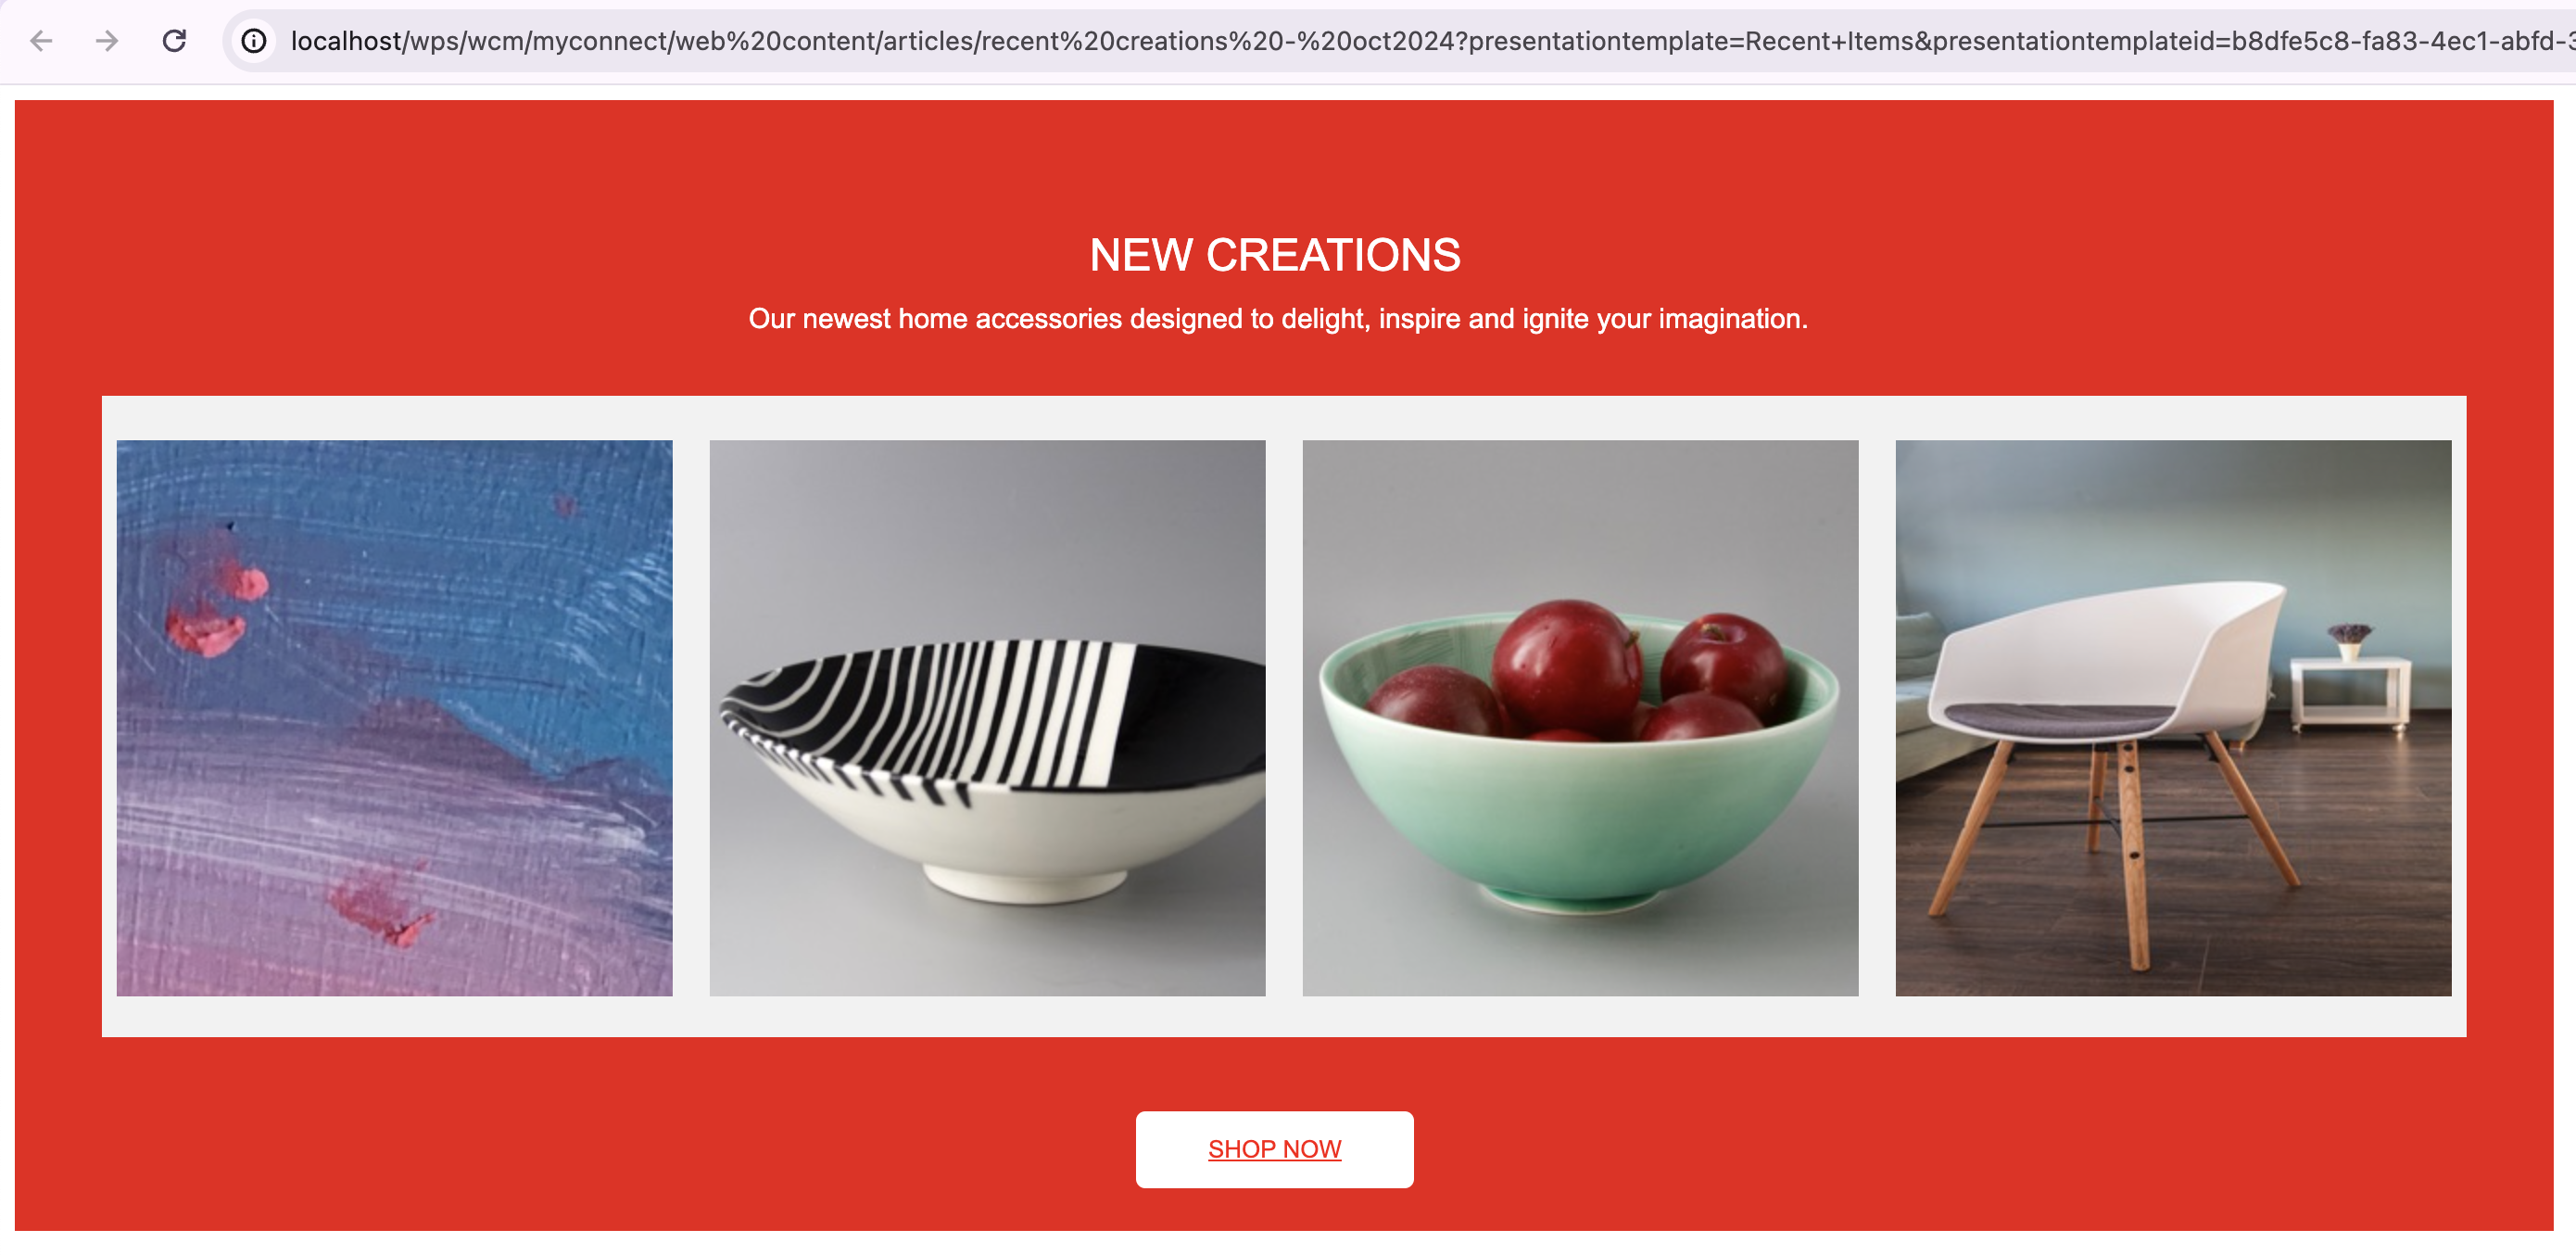 localhost/wps/wcm/myconnect/web%20content/articles/recent%20creations%20-%20oct2024?presentationtemplate=Recent+Items&presentationtemplateid=b8dfe5c8-fa83-4ec1-abfd-3
NEW CREATIONS
Our newest home accessories designed to delight, inspire and ignite your imagination.
SHOP NOW